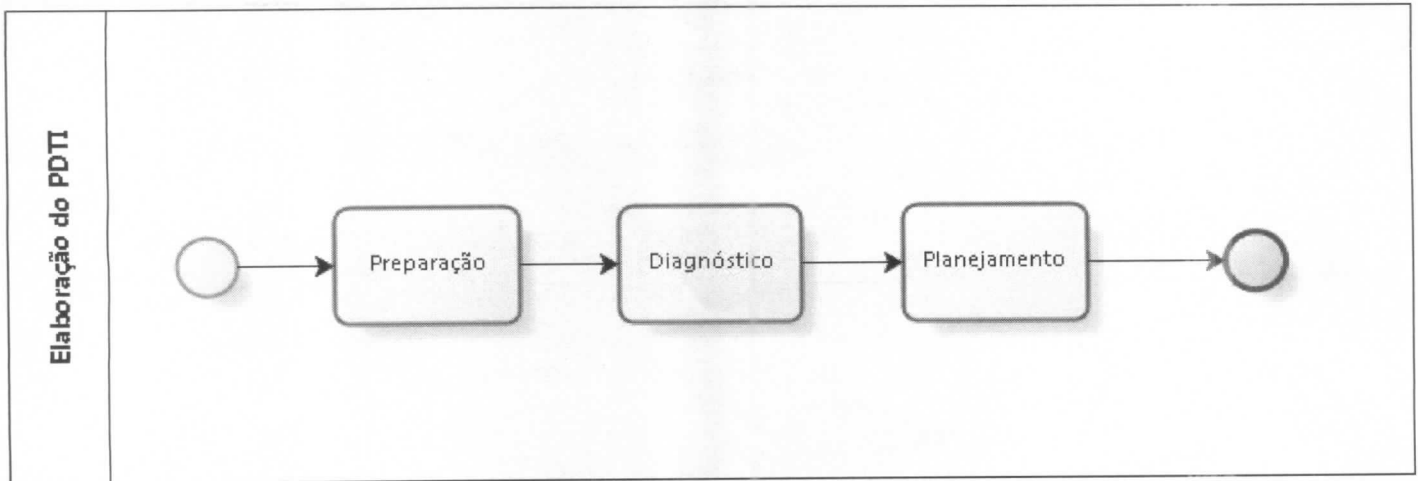 Elaboração do PDTI
Preparação
Diagnóstico
Planejamento